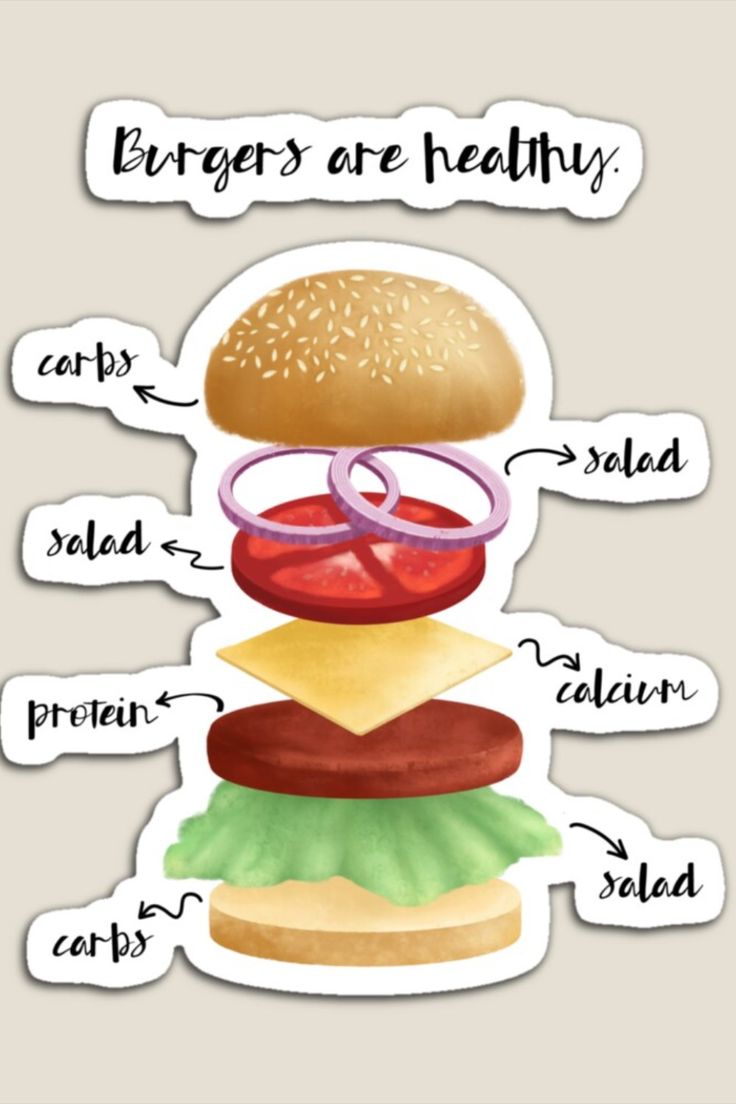 Burgers are healthy.
carbs
salad
salad
calcium
protein
salad
carbs